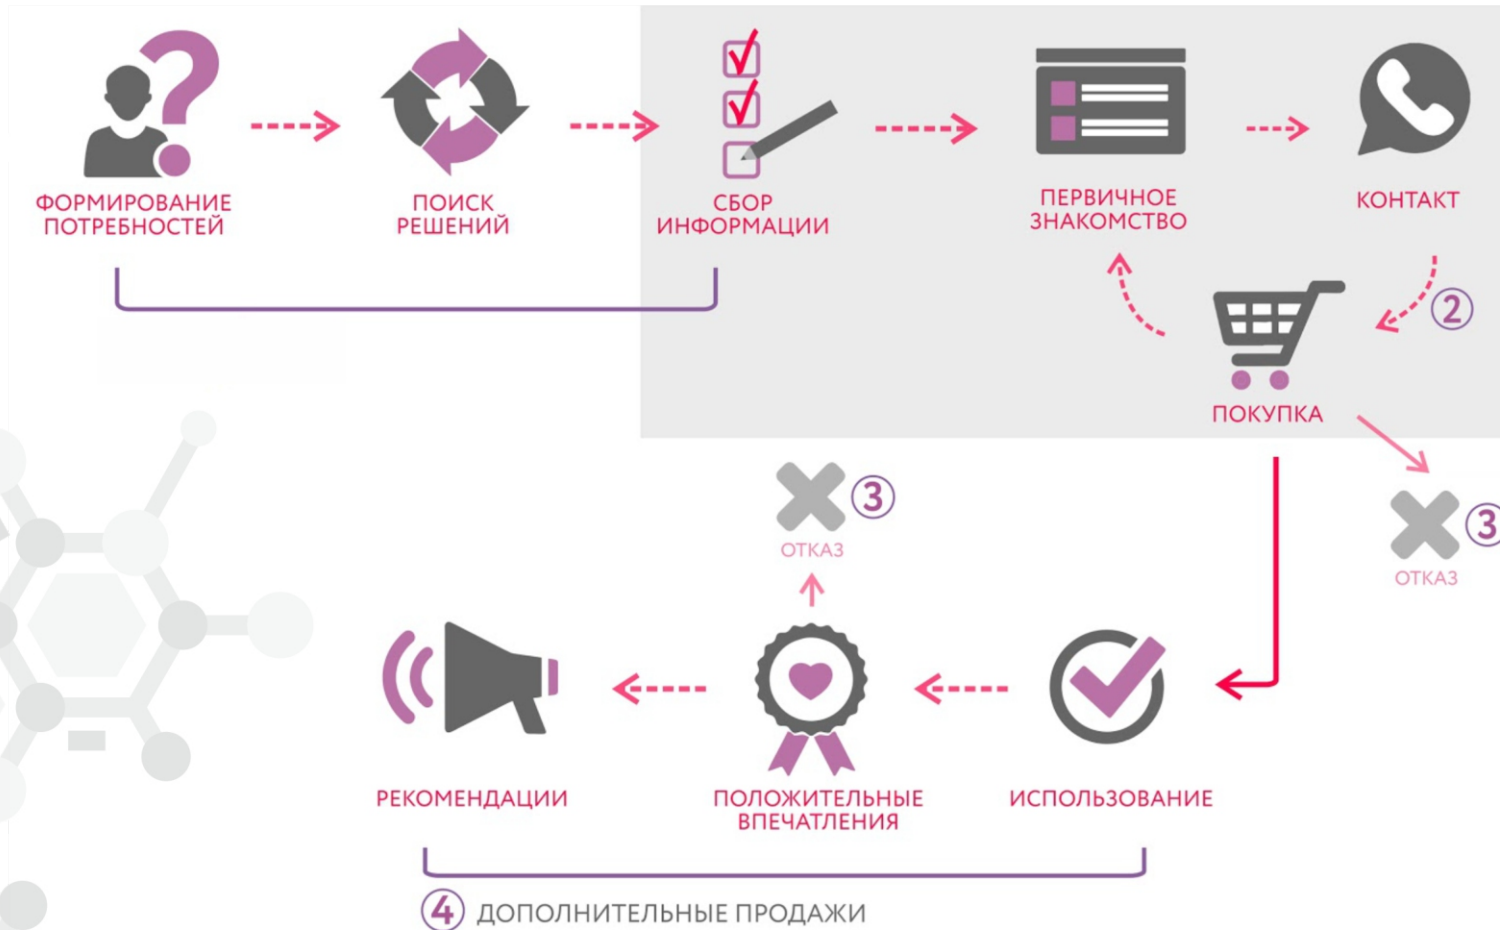 ФОРМИРОВАНИЕ
ПОТРЕБНОСТЕЙ
ПОИСК
РЕШЕНИЙ
СБОР
ИНФОРМАЦИИ
ПЕРВИЧНОЕ
ЗНАКОМСТВО
КОНТАКТ
2
ПОКУПКА
3
ОТКАЗ
3
ОТКАЗ
РЕКОМЕНДАЦИИ
ПОЛОЖИТЕЛЬНЫЕ
ВПЕЧАТЛЕНИЯ
ИСПОЛЬЗОВАНИЕ
4 ДОПОЛНИТЕЛЬНЫЕ ПРОДАЖИ